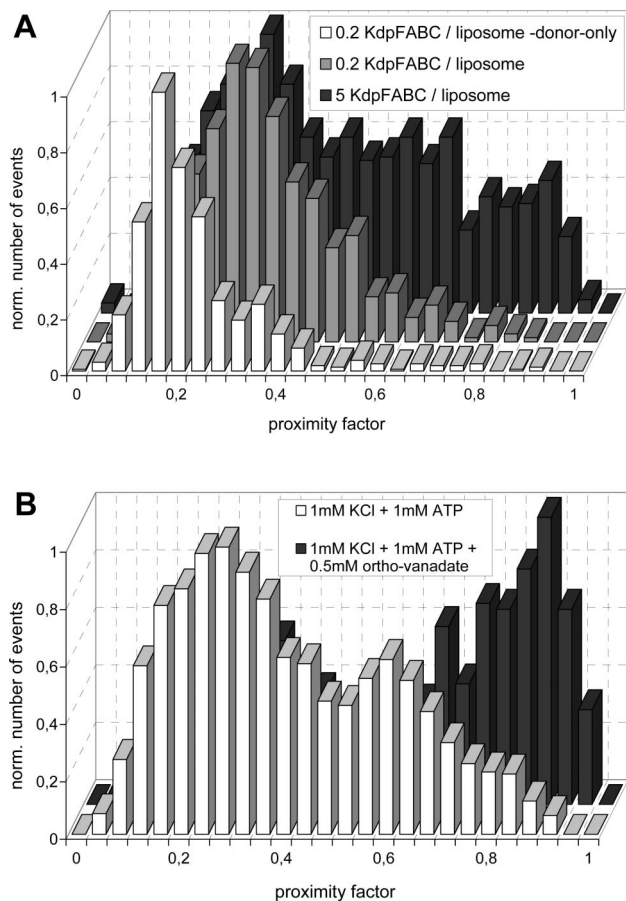 A
0.2 KdpFABC / liposome -donor-only
0.2 KdpFABC / liposome
5 KdpFABC / liposome
norm. number of events
1
0,8
0,6
0,4
0,2
0
0 0,2 0,4 0,6 0,8 1
proximity factor
B
1mM KCl + 1mM ATP
1mM KCl + 1mM ATP +
0.5mM ortho-vanadate
norm. number of events
1
0,8
0,6
0,4
0,2
0
0 0,2 0,4 0,6 0,8 1
proximity factor